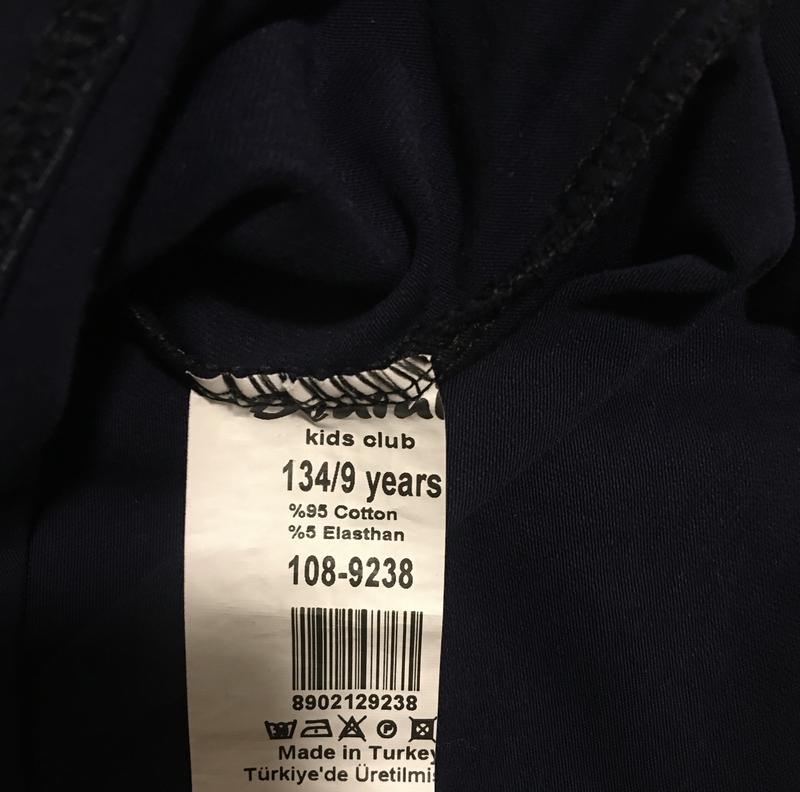 kids club
134/9 years
%95 Cotton
%5 Elasthan
108-9238
8902129238
Made in Turkey
Türkiye'de Üretilmiş